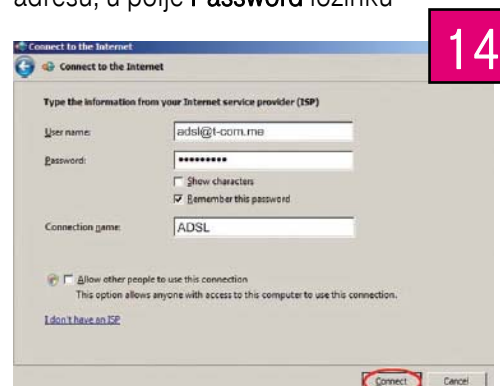 adresu, u polje Password lozinku
14
Connect to the Internet
Connect to the Internet
Type the information from your Internet service provider (ISP)
User name:
adsl@t-com.me
Password:
•••••••••
Show characters
Remember this password
Connection name:
ADSL
Allow other people to use this connection
This option allows anyone with access to this computer to use this connection.
I don't have an ISP
Connect
Cancel